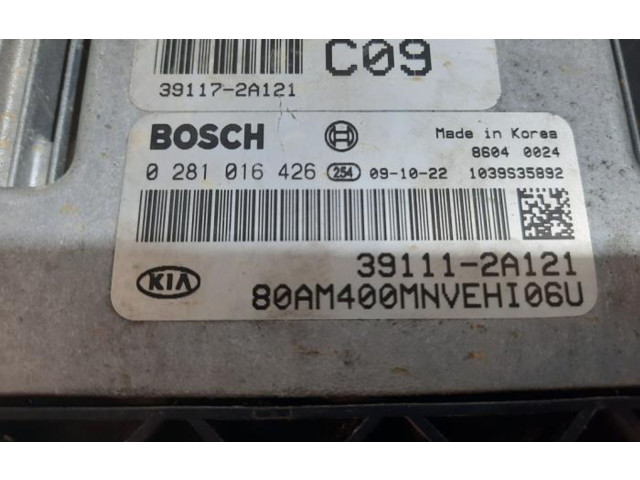 C09
39117-2A121
BOSCH
Made in Korea
8604 0024
0 281 016 426 254 09-10-22 1039S35892
39111-2A121
KIA
80AM400MNVEHI06U